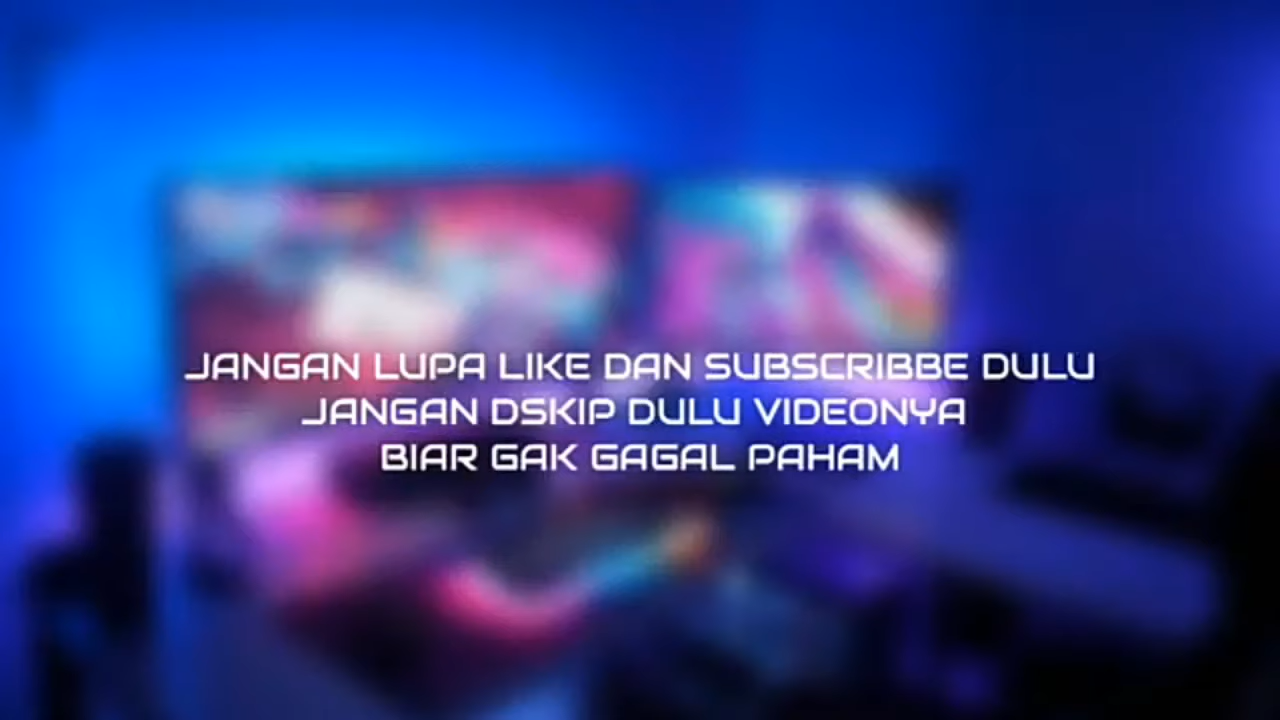 JANGAN LUPA LIKE DAN SUBSCRIBBE DULU
JANGAN DSKIP DULU VIDEONYA
BIAR GAK GAGAL PAHAM